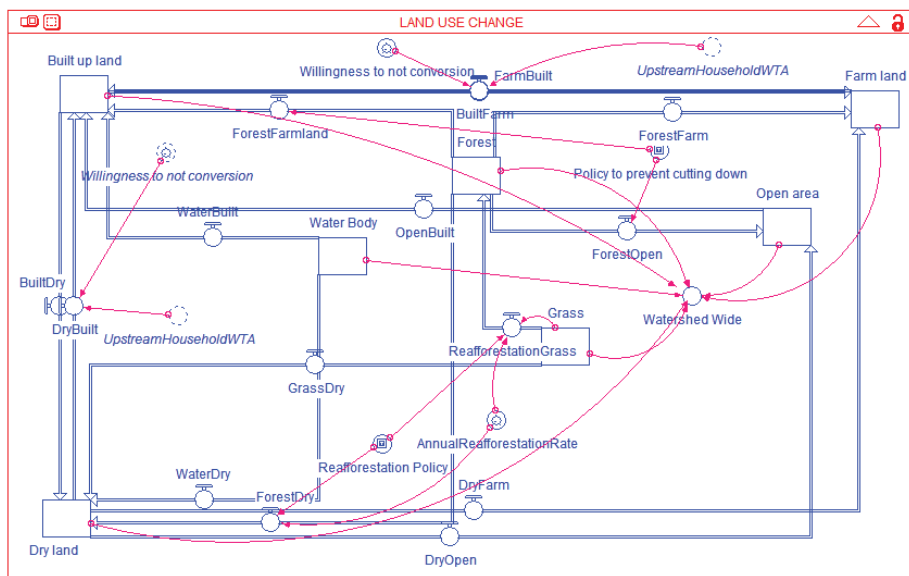 LAND USE CHANGE
Built up land
Willingness to not conversion
FarmBuilt
UpstreamHouseholdWTA
Farm land
BuiltFarm
ForestFarmland
Forest
ForestFarm
Willingness to not conversion
Policy to prevent cutting down
Open area
WaterBuilt
Water Body
OpenBuilt
ForestOpen
BuiltDry
DryBuilt
UpstreamHouseholdWTA
Grass
Watershed Wide
ReafforestationGrass
GrassDry
AnnualReafforestationRate
Reafforestation Policy
WaterDry
ForestDry
DryFarm
Dry land
DryOpen